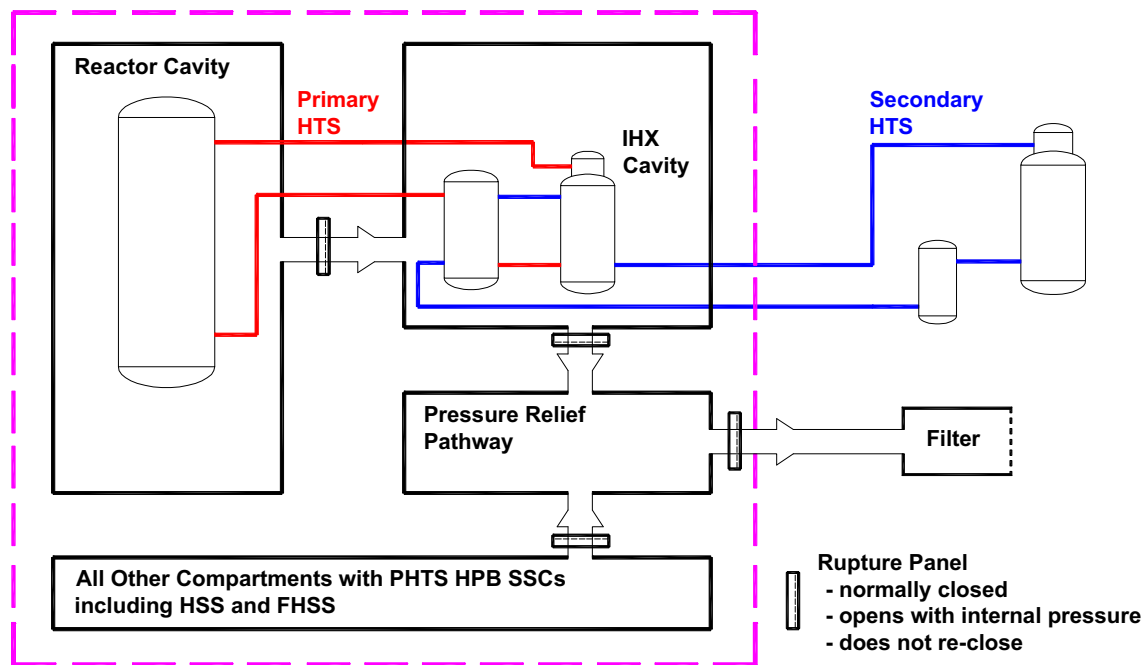 Reactor Cavity
Primary
HTS
IHX
Cavity
Secondary
HTS
Pressure Relief
Pathway
Filter
All Other Compartments with PHTS HPB SSCs
including HSS and FHSS
Rupture Panel
- normally closed
- opens with internal pressure
- does not re-close